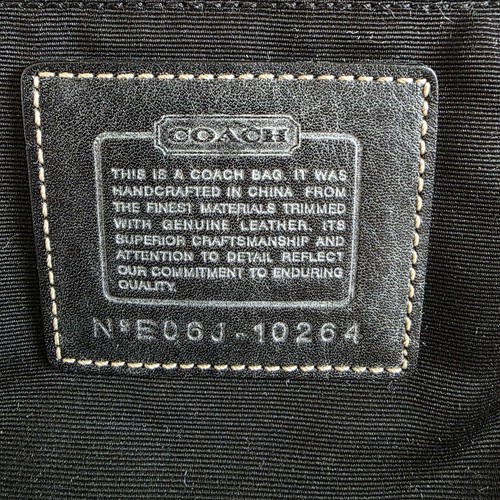 COACH
THIS IS A COACH BAG. IT WAS
HANDCRAFTED IN CHINA FROM
THE FINEST MATERIALS TRIMMED
WITH GENUINE LEATHER. ITS
SUPERIOR CRAFTSMANSHIP AND
ATTENTION TO DETAIL REFLECT
OUR COMMITMENT TO ENDURING
QUALITY.
Nº E06J-10264